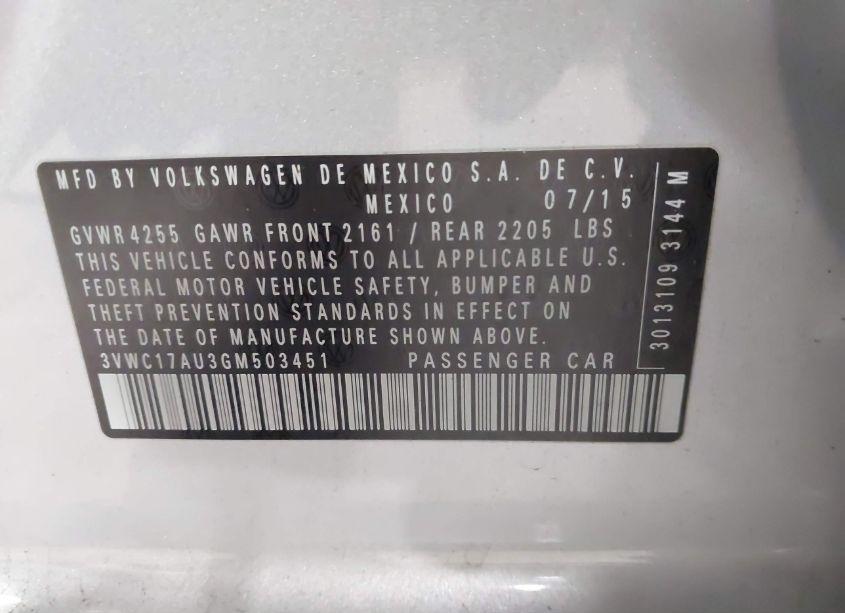 MFD BY VOLKSWAGEN DE MEXICO S.A. DE C.V.
MEXICO 07/15
GVWR 4255 GAWR FRONT 2161 / REAR 2205 LBS
THIS VEHICLE CONFORMS TO ALL APPLICABLE U.S.
FEDERAL MOTOR VEHICLE SAFETY, BUMPER AND
THEFT PREVENTION STANDARDS IN EFFECT ON
THE DATE OF MANUFACTURE SHOWN ABOVE.
3VWC17AU3GM503451 PASSENGER CAR
3013109 3144 M